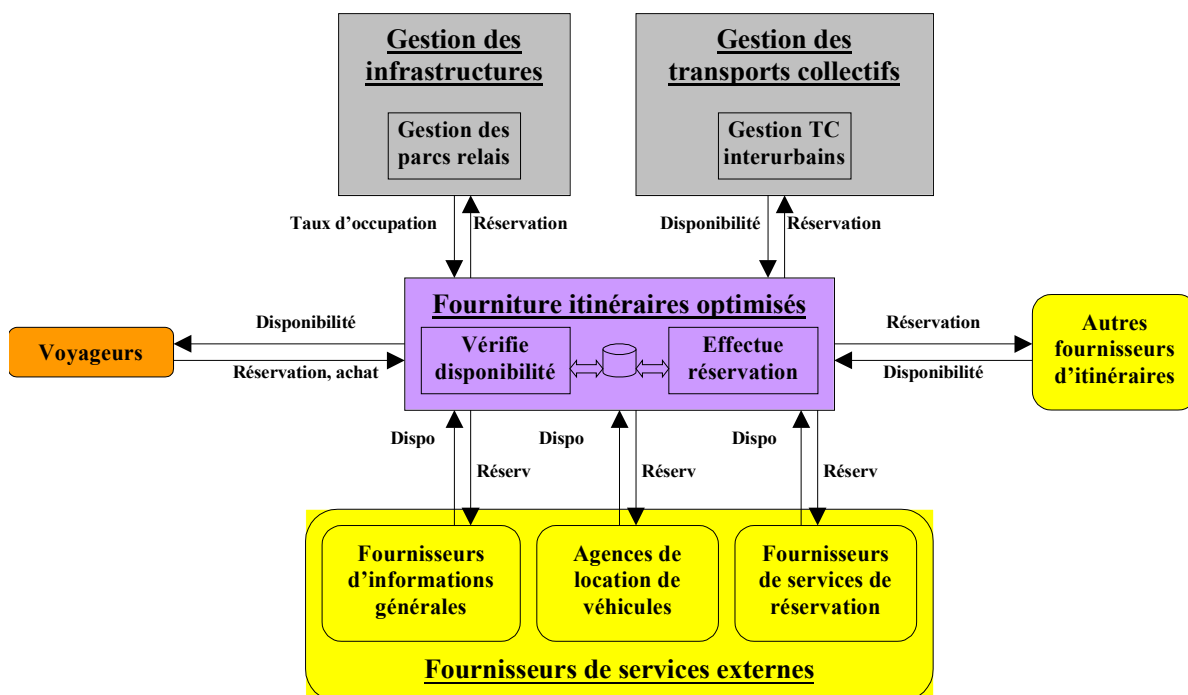 Gestion des
infrastructures
Gestion des
transports collectifs
Gestion des
parcs relais
Gestion TC
interurbains
Taux d'occupation
Réservation
Disponibilité
Réservation
Fourniture itinéraires optimisés
Disponibilité
Voyageurs
Réservation, achat
Vérifie
disponibilité
Effectue
réservation
Réservation
Disponibilité
Autres
fournisseurs
d'itinéraires
Dispo
Réserv
Dispo
Réserv
Dispo
Réserv
Fournisseurs
d'informations
générales
Agences de
location de
véhicules
Fournisseurs
de services de
réservation
Fournisseurs de services externes